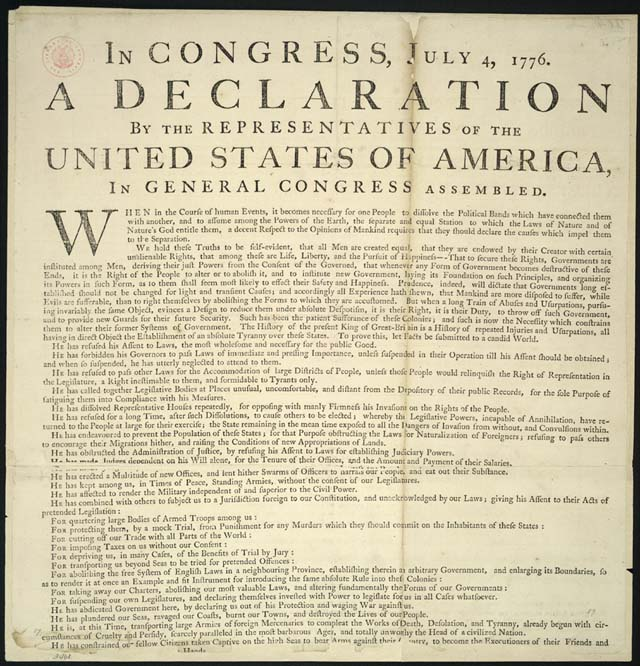 IN CONGRESS, JULY 4, 1776.
A DECLARATION
BY THE REPRESENTATIVES OF THE
UNITED STATES OF AMERICA,
IN GENERAL CONGRESS ASSEMBLED.
WHEN in the Course of human Events, it becomes necessary for one People to dissolve the Political Bands which have connected them
with another, and to assume among the Powers of the Earth, the separate and equal Station to which the Laws of Nature and of
Nature's God entitle them, a decent Respect to the Opinions of Mankind requires that they should declare the causes which impel them
to the Separation.
We hold these Truths to be self-evident, that all Men are created equal, that they are endowed by their Creator with certain
unalienable Rights, that among these are Life, Liberty, and the Pursuit of Happiness—That to secure these Rights, Governments are
instituted among Men, deriving their just Powers from the Consent of the Governed, that whenever any Form of Government becomes destructive of these
Ends, it is the Right of the People to alter or to abolish it, and to institute new Government, laying its Foundation on such Principles, and organizing
its Powers in such Form, as to them shall seem most likely to effect their Safety and Happiness. Prudence, indeed, will dictate that Governments long es-
tablished should not be changed for light and transient Causes; and accordingly all Experience hath shewn, that Mankind are more disposed to suffer, while
Evils are sufferable, than to right themselves by abolishing the Forms to which they are accustomed. But when a long Train of Abuses and Usurpations, pursu-
ing invariably the same Object, evinces a Design to reduce them under absolute Despotism, it is their Right, it is their Duty, to throw off such Government,
and to provide new Guards for their future Security. Such has been the patient Sufferance of these Colonies; and such is now the Necessity which constrains
them to alter their former Systems of Government. The History of the present King of Great-Britain is a History of repeated Injuries and Usurpations, all
having in direct Object the Establishment of an absolute Tyranny over these States. To prove this, let Facts be submitted to a candid World.
HE has refused his Assent to Laws, the most wholesome and necessary for the public Good.
HE has forbidden his Governors to pass Laws of immediate and pressing Importance, unless suspended in their Operation till his Assent should be obtained;
and when so suspended, he has utterly neglected to attend to them.
HE has refused to pass other Laws for the Accommodation of large Districts of People, unless those People would relinquish the Right of Representation in
the Legislature, a Right inestimable to them, and formidable to Tyrants only.
HE has called together Legislative Bodies at Places unusual, uncomfortable, and distant from the Depository of their public Records, for the sole Purpose of
fatiguing them into Compliance with his Measures.
HE has dissolved Representative Houses repeatedly, for opposing with manly Firmness his Invasions on the Rights of the People.
HE has refused for a long Time, after such Dissolutions, to cause others to be elected; whereby the Legislative Powers, incapable of Annihilation, have re-
turned to the People at large for their exercise; the State remaining in the mean time exposed to all the Dangers of Invasion from without, and Convulsions within.
HE has endeavoured to prevent the Population of these States; for that Purpose obstructing the Laws for Naturalization of Foreigners; refusing to pass others
to encourage their Migrations hither, and raising the Conditions of new Appropriations of Lands.
HE has obstructed the Administration of Justice, by refusing his Assent to Laws for establishing Judiciary Powers.
HE has made Judges dependent on his Will alone, for the Tenure of their Offices, and the Amount and Payment of their Salaries.
HE has erected a Multitude of new Offices, and sent hither Swarms of Officers to harrass our People, and eat out their Substance.
HE has kept among us, in Times of Peace, Standing Armies, without the consent of our Legislatures.
HE has affected to render the Military independent of and superior to the Civil Power.
HE has combined with others to subject us to a Jurisdiction foreign to our Constitution, and unacknowledged by our Laws; giving his Assent to their Acts of
pretended Legislation:
FOR quartering large Bodies of Armed Troops among us:
FOR protecting them, by a mock Trial, from Punishment for any Murders which they should commit on the Inhabitants of these States:
FOR cutting off our Trade with all Parts of the World:
FOR imposing Taxes on us without our Consent:
FOR depriving us, in many Cases, of the Benefits of Trial by Jury:
FOR transporting us beyond Seas to be tried for pretended Offences:
FOR abolishing the free System of English Laws in a neighbouring Province, establishing therein an arbitrary Government, and enlarging its Boundaries, so
as to render it at once an Example and fit Instrument for introducing the same absolute Rule into these Colonies:
FOR taking away our Charters, abolishing our most valuable Laws, and altering fundamentally the Forms of our Governments:
FOR suspending our own Legislatures, and declaring themselves invested with Power to legislate for us in all Cases whatsoever.
HE has abdicated Government here, by declaring us out of his Protection and waging War against us.
HE has plundered our Seas, ravaged our Coasts, burnt our Towns, and destroyed the Lives of our People.
HE is, at this Time, transporting large Armies of foreign Mercenaries to compleat the Works of Death, Desolation, and Tyranny, already begun with cir-
cumstances of Cruelty and Perfidy, scarcely paralleled in the most barbarous Ages, and totally unworthy the Head of a civilized Nation.
HE has constrained our fellow Citizens taken Captive on the high Seas to bear Arms against their Country, to become the Executioners of their Friends and
Hands